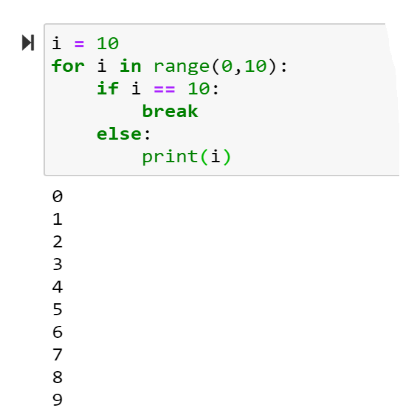 i = 10
for i in range(0,10):
    if i == 10:
        break
    else:
        print(i)
0
1
2
3
4
5
6
7
8
9